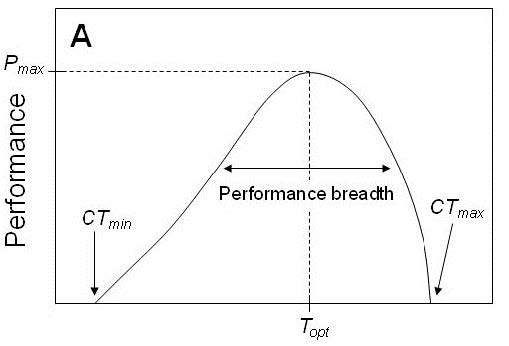 A
Pmax
Performance
Performance breadth
CTmin
CTmax
Topt